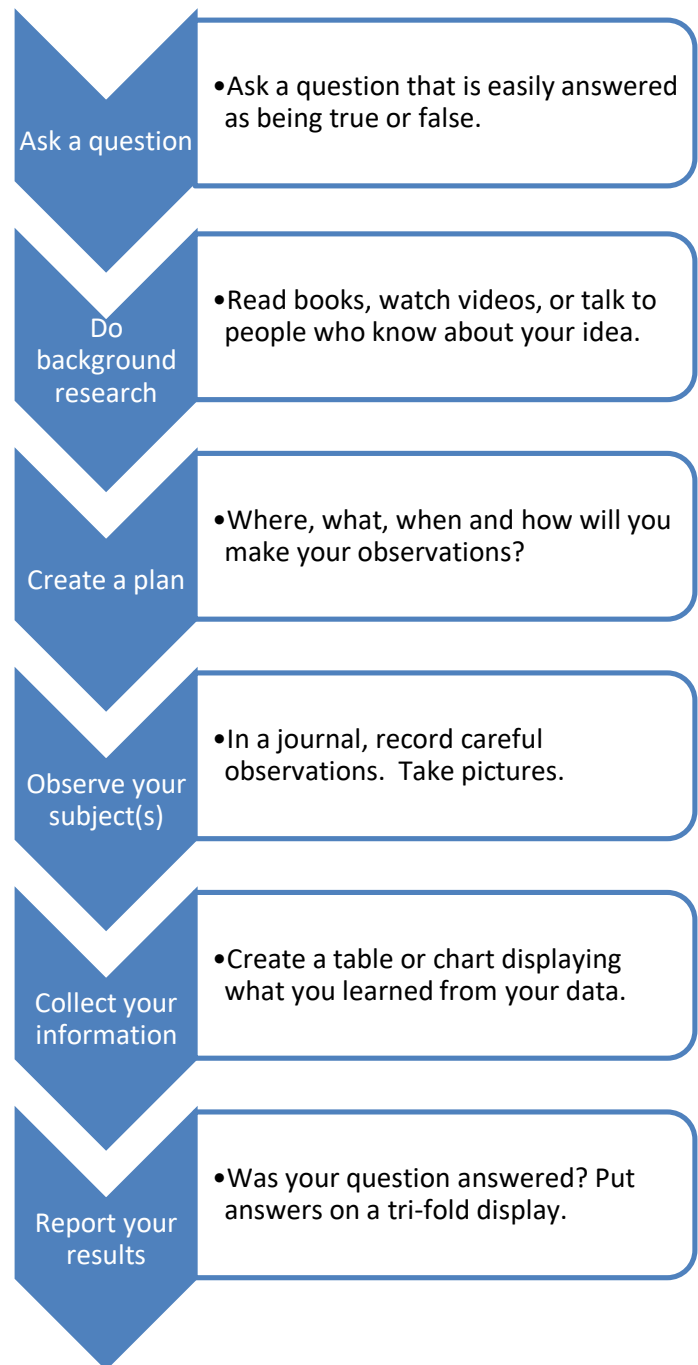 Ask a question
•Ask a question that is easily answered
as being true or false.
Do
background
research
•Read books, watch videos, or talk to
people who know about your idea.
Create a plan
•Where, what, when and how will you
make your observations?
Observe your
subject(s)
•In a journal, record careful
observations.  Take pictures.
Collect your
information
•Create a table or chart displaying
what you learned from your data.
Report your
results
•Was your question answered? Put
answers on a tri-fold display.